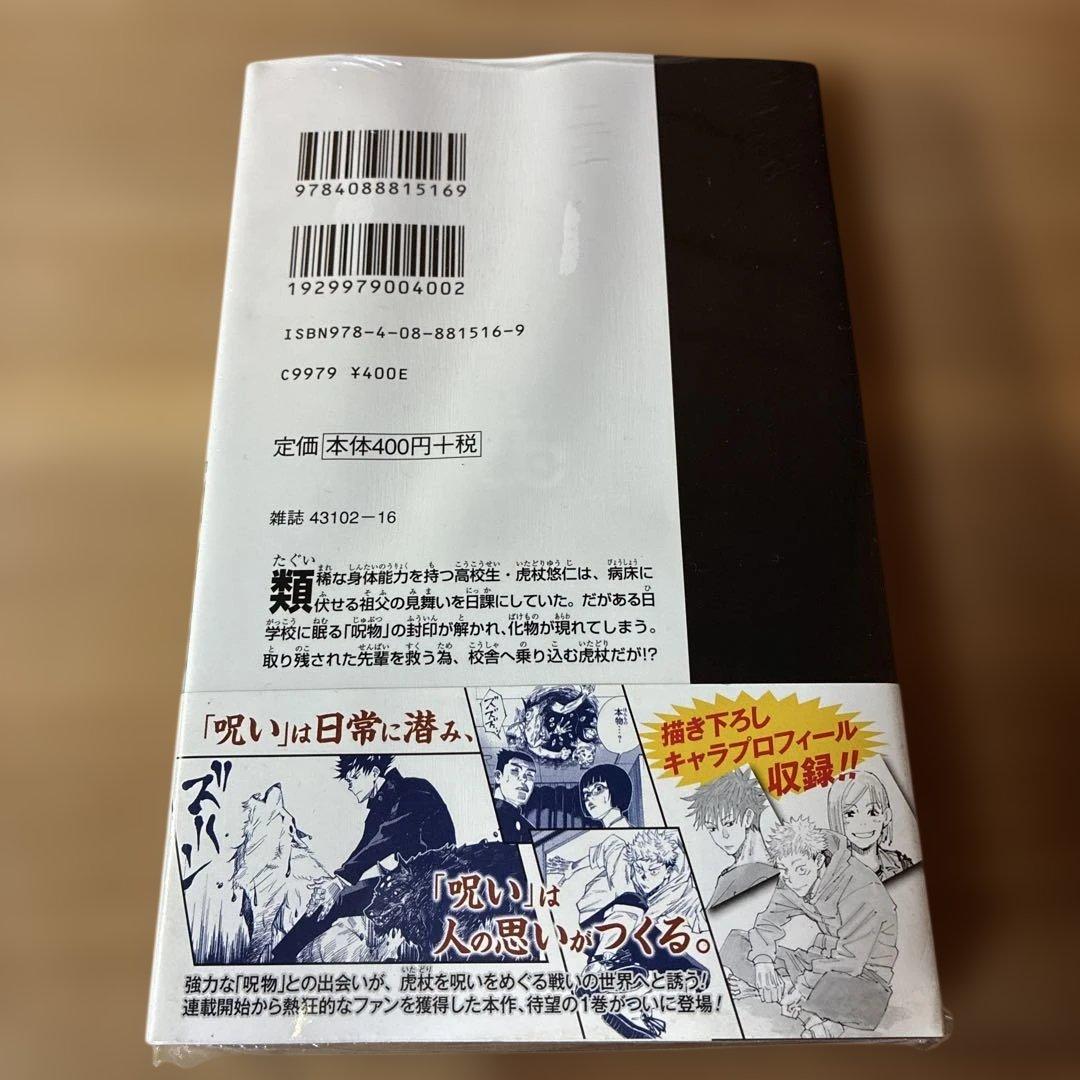 9784088815169
1929979004002
ISBN978-4-08-881516-9
C9979 ¥400E
定価 本体400円+税
雑誌 43102-16
類稀な身体能力を持つ高校生・虎杖悠仁は、病床に
伏せる祖父の見舞いを日課にしていた。だがある日
学校に眠る「呪物」の封印が解かれ、化物が現れてしまう。
取り残された先輩を救う為、校舎へ乗り込む虎杖だが!?
「呪い」は日常に潜み、
ズズズ
本物…?
描き下ろし
キャラプロフィール
収録!!
「呪い」は
人の思いがつくる。
強力な「呪物」との出会いが、虎杖を呪いをめぐる戦いの世界へと誘う!
連載開始から熱狂的なファンを獲得した本作、待望の1巻がついに登場!